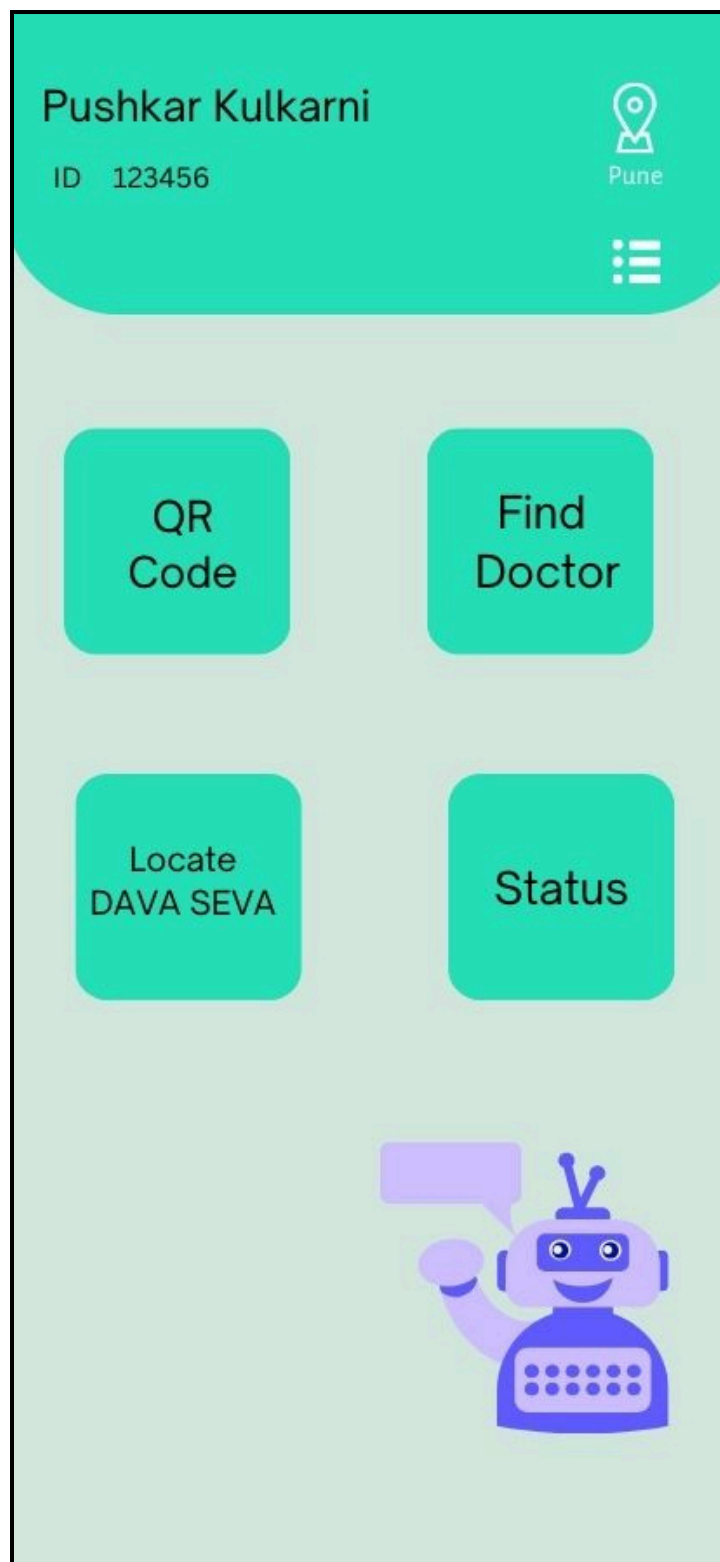 Pushkar Kulkarni
ID 123456
Pune
QR
Code
Find
Doctor
Locate
DAVA SEVA
Status